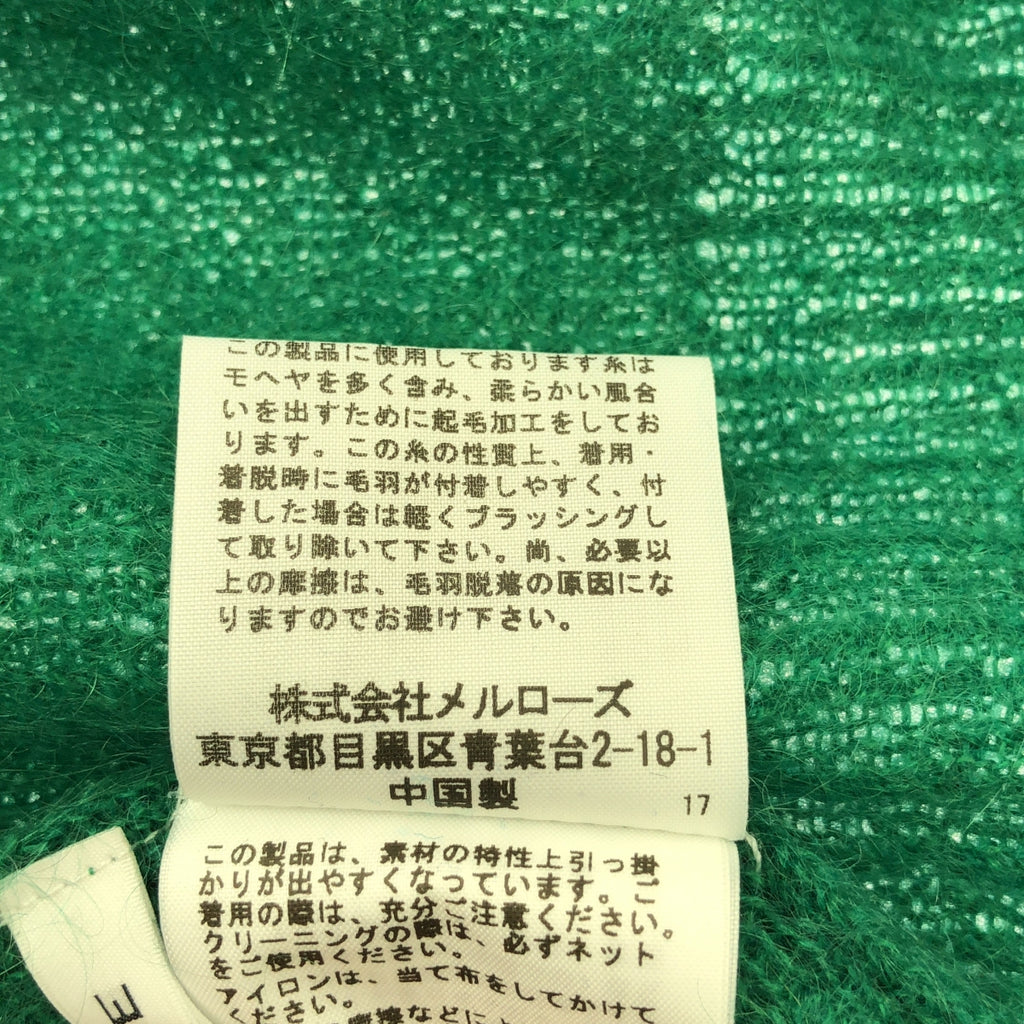 この製品に使用しております糸は
モヘヤを多く含み、柔らかい風合
いを出すために起毛加工をしてお
ります。この糸の性質上、着用・
着脱時に毛羽が付着しやすく、付
着した場合は軽くブラッシングし
て取り除いて下さい。尚、必要以
上の摩擦は、毛羽脱落の原因にな
りますのでお避け下さい。
株式会社メルローズ
東京都目黒区青葉台2-18-1
中国製
17
この製品は、素材の特性上引っ掛
かりが出やすくなっています。ご
着用の際は、充分ご注意ください。
クリーニングの際は、必ずネット
をご使用ください。
アイロンは、当て布をしてかけて
ください。
摩擦などに